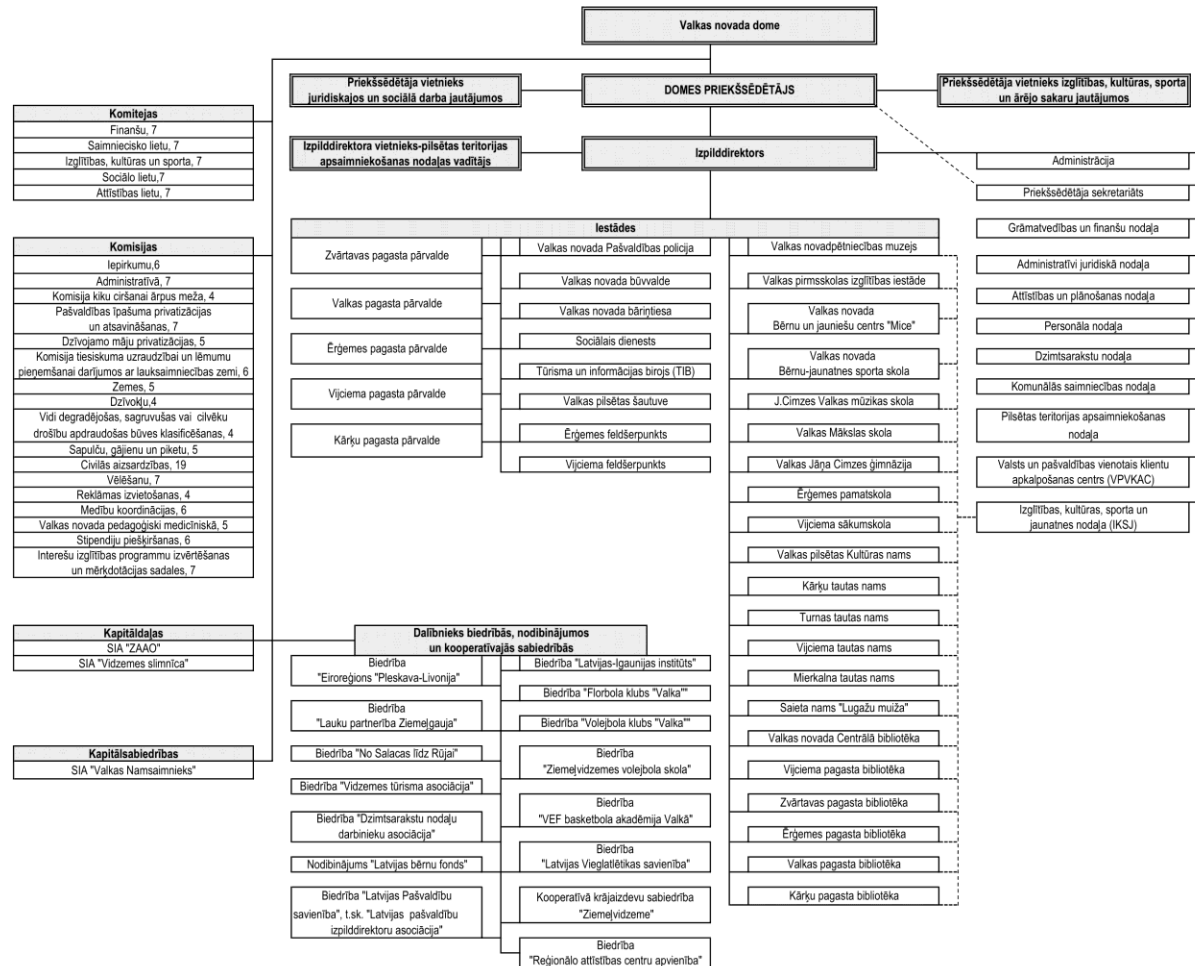 Valkas novada dome
Priekšsēdētāja vietnieks
juridiskajos un sociālā darba jautājumos
DOMES PRIEKŠSĒDĒTĀJS
Priekšsēdētāja vietnieks izglītības, kultūras, sporta
un ārējo sakaru jautājumos
Izpilddirektora vietnieks-pilsētas teritorijas
apsaimniekošanas nodaļas vadītājs
Izpilddirektors
Komitejas
Finanšu, 7
Saimniecisko lietu, 7
Izglītības, kultūras un sporta, 7
Sociālo lietu,7
Attīstības lietu, 7
Komisijas
Iepirkumu,6
Administratīvā, 7
Komisija kiku ciršanai ārpus meža, 4
Pašvaldības īpašuma privatizācijas
un atsavināšanas, 7
Dzīvojamo māju privatizācijas, 5
Komisija tiesiskuma uzraudzībai un lēmumu
pieņemšanai darījumos ar lauksaimniecības zemi, 6
Zemes, 5
Dzīvokļu,4
Vidi degradējošas, sagruvušas vai cilvēku
drošību apdraudošas būves klasificēšanas, 4
Sapulču, gājienu un piketu, 5
Civilās aizsardzības, 19
Vēlēšanu, 7
Reklāmas izvietošanas, 4
Medību koordinācijas, 6
Valkas novada pedagoģiski medicīniskā, 5
Stipendiju piešķiršanas, 6
Interešu izglītības programmu izvērtēšanas
un mērķdotācijas sadales, 7
Kapitāldaļas
SIA "ZAAO"
SIA "Vidzemes slimnīca"
Kapitālsabiedrības
SIA "Valkas Namsaimnieks"
Iestādes
Zvārtavas pagasta pārvalde
Valkas pagasta pārvalde
Ērģemes pagasta pārvalde
Vijciema pagasta pārvalde
Kārķu pagasta pārvalde
Valkas novada Pašvaldības policija
Valkas novada būvvalde
Valkas novada bāriņtiesa
Sociālais dienests
Tūrisma un informācijas birojs (TIB)
Valkas pilsētas šautuve
Ērģemes feldšerpunkts
Vijciema feldšerpunkts
Valkas novadpētniecības muzejs
Valkas pirmsskolas izglītības iestāde
Valkas novada
Bērnu un jauniešu centrs "Mice"
Valkas novada
Bērnu-jaunatnes sporta skola
J.Cimzes Valkas mūzikas skola
Valkas Mākslas skola
Valkas Jāņa Cimzes ģimnāzija
Ērģemes pamatskola
Vijciema sākumskola
Valkas pilsētas Kultūras nams
Kārķu tautas nams
Turnas tautas nams
Vijciema tautas nams
Mierkalna tautas nams
Saieta nams "Lugažu muiža"
Valkas novada Centrālā bibliotēka
Vijciema pagasta bibliotēka
Zvārtavas pagasta bibliotēka
Ērģemes pagasta bibliotēka
Valkas pagasta bibliotēka
Kārķu pagasta bibliotēka
Administrācija
Priekšsēdētāja sekretariāts
Grāmatvedības un finanšu nodaļa
Administratīvi juridiskā nodaļa
Attīstības un plānošanas nodaļa
Personāla nodaļa
Dzimtsarakstu nodaļa
Komunālās saimniecības nodaļa
Pilsētas teritorijas apsaimniekošanas
nodaļa
Valsts un pašvaldības vienotais klientu
apkalpošanas centrs (VPVKAC)
Izglītības, kultūras, sporta un
jaunatnes nodaļa (IKSJ)
Dalībnieks biedrībās, nodibinājumos
un kooperatīvajās sabiedrībās
Biedrība
"Eiroreģions "Pleskava-Livonija"
Biedrība
"Lauku partnerība Ziemeļgauja"
Biedrība "No Salacas līdz Rūjai"
Biedrība "Vidzemes tūrisma asociācija"
Biedrība "Dzimtsarakstu nodaļu
darbinieku asociācija"
Nodibinājums "Latvijas bērnu fonds"
Biedrība "Latvijas Pašvaldību
savienība", t.sk. "Latvijas pašvaldību
izpilddirektoru asociācija"
Biedrība "Latvijas-Igaunijas institūts"
Biedrība "Florbola klubs "Valka""
Biedrība "Volejbola klubs "Valka""
Biedrība
"Ziemeļvidzemes volejbola skola"
Biedrība
"VEF basketbola akadēmija Valkā"
Biedrība
"Latvijas Vieglatlētikas savienība"
Kooperatīvā krājaizdevu sabiedrība
"Ziemeļvidzeme"
Biedrība
"Reģionālo attīstības centru apvienība"